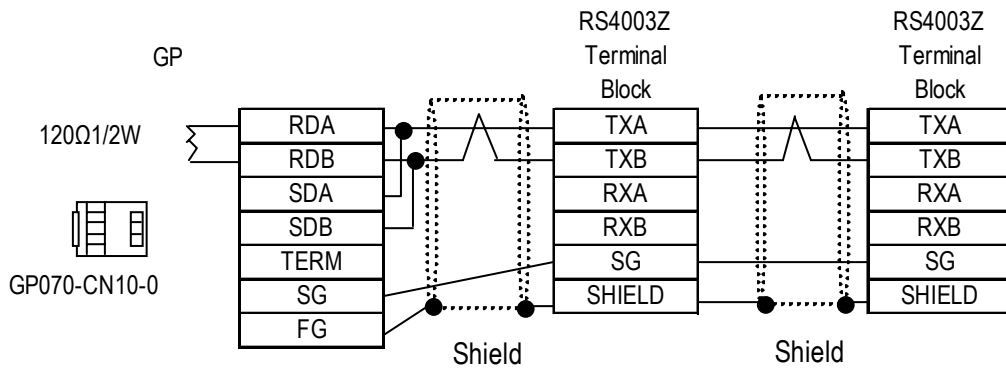 GP
120Ω1/2W
GP070-CN10-0
RDA
RDB
SDA
SDB
TERM
SG
FG
Shield
RS4003Z
Terminal
Block
TXA
TXB
RXA
RXB
SG
SHIELD
Shield
RS4003Z
Terminal
Block
TXA
TXB
RXA
RXB
SG
SHIELD